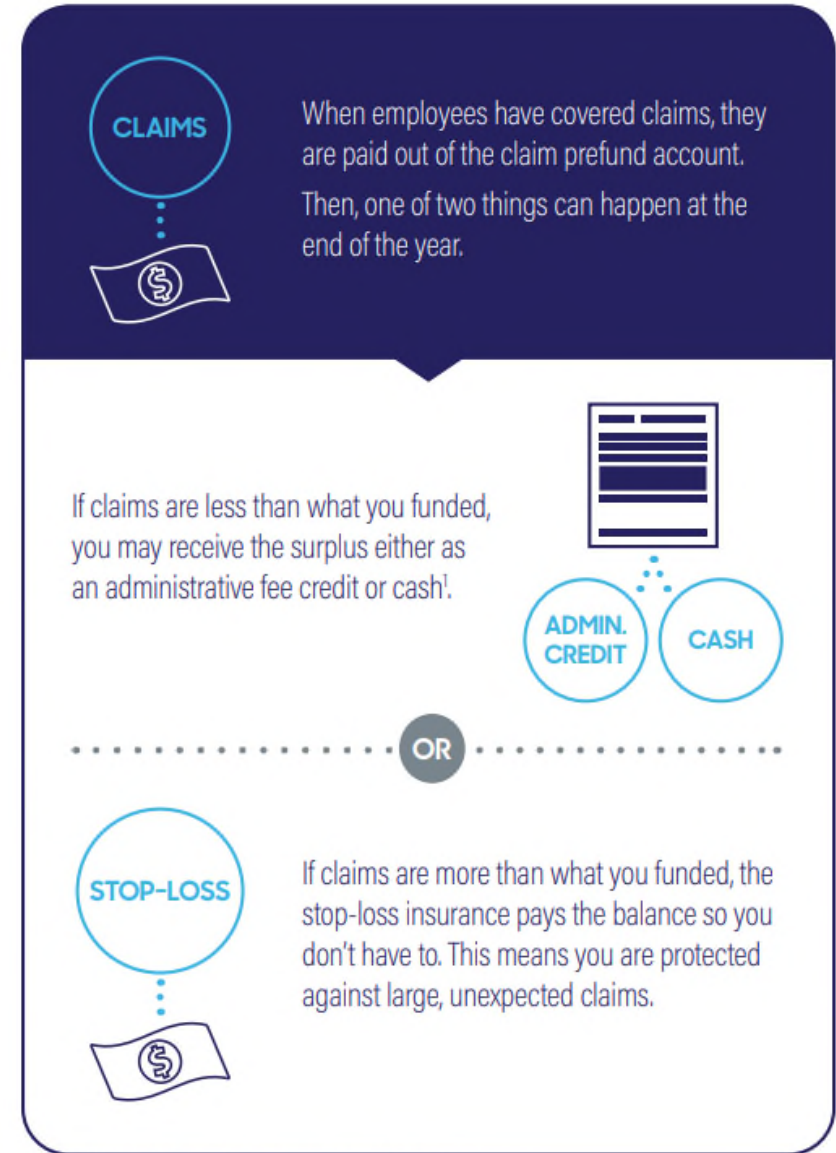 CLAIMS
When employees have covered claims, they
are paid out of the claim prefund account.
Then, one of two things can happen at the
end of the year.
If claims are less than what you funded,
you may receive the surplus either as
an administrative fee credit or cash¹.
ADMIN.
CREDIT
CASH
OR
STOP-LOSS
If claims are more than what you funded, the
stop-loss insurance pays the balance so you
don't have to. This means you are protected
against large, unexpected claims.